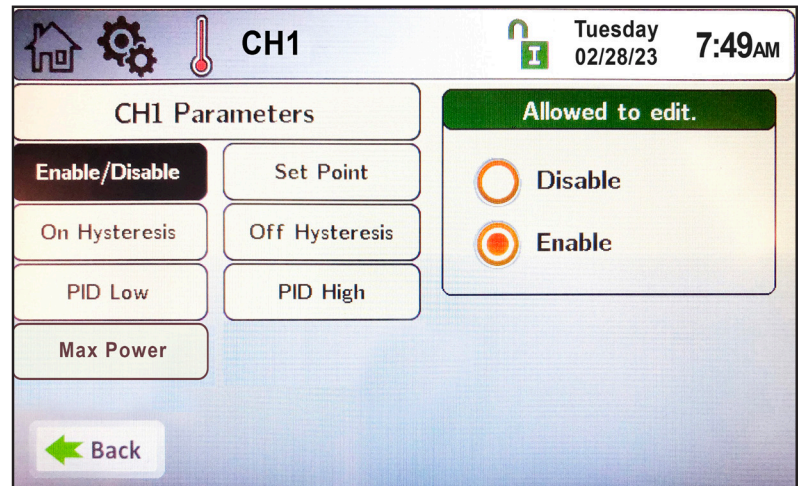 CH1
I
Tuesday
02/28/23
7:49AM
CH1 Parameters
Enable/Disable
Set Point
On Hysteresis
Off Hysteresis
PID Low
PID High
Max Power
Back
Allowed to edit.
Disable
Enable